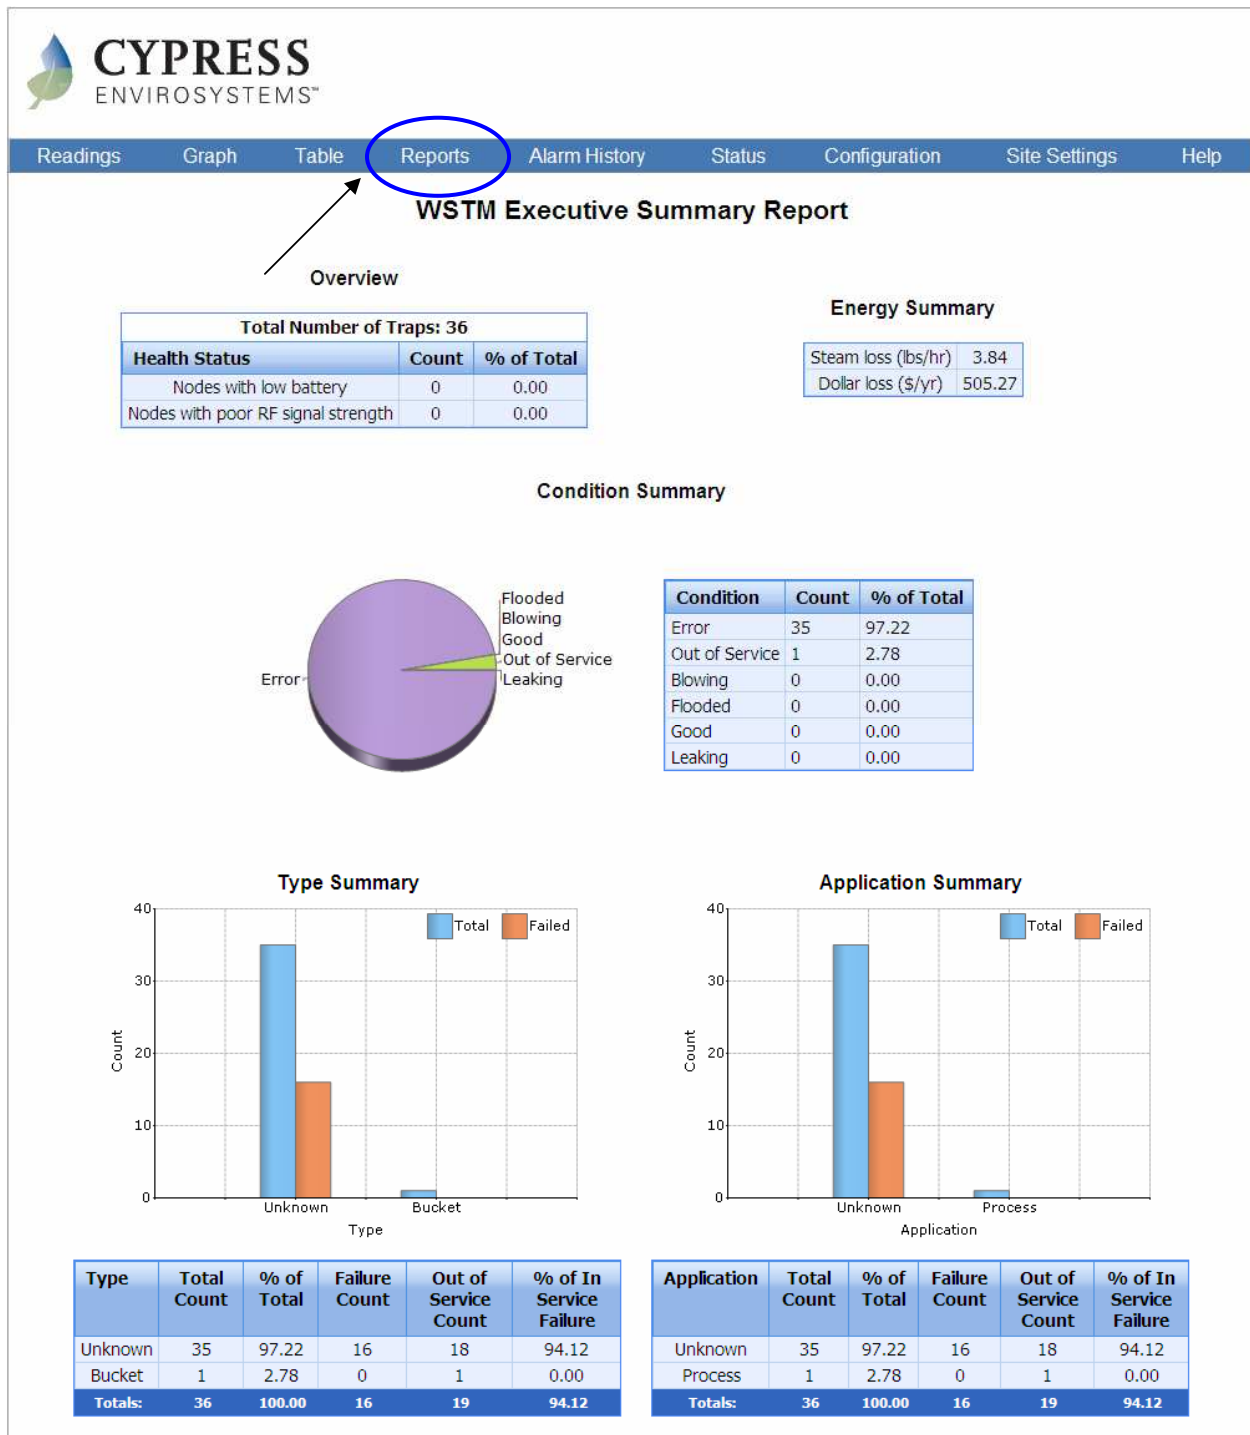 CYPRESS
ENVIROSYSTEMS™
Readings Graph Table Reports Alarm History Status Configuration Site Settings Help
WSTM Executive Summary Report
Overview
Total Number of Traps: 36
Health Status Count % of Total
Nodes with low battery 0 0.00
Nodes with poor RF signal strength 0 0.00
Energy Summary
Steam loss (lbs/hr) 3.84
Dollar loss ($/yr) 505.27
Condition Summary
Flooded
Blowing
Good
Out of Service
Leaking
Error
Condition Count % of Total
Error 35 97.22
Out of Service 1 2.78
Blowing 0 0.00
Flooded 0 0.00
Good 0 0.00
Leaking 0 0.00
Type Summary
Total Failed
40
30
20
10
0
Count
Unknown Bucket
Type
Application Summary
Total Failed
40
30
20
10
0
Count
Unknown Process
Application
Type Total Count % of Total Failure Count Out of Service Count % of In Service Failure
Unknown 35 97.22 16 18 94.12
Bucket 1 2.78 0 1 0.00
Totals: 36 100.00 16 19 94.12
Application Total Count % of Total Failure Count Out of Service Count % of In Service Failure
Unknown 35 97.22 16 18 94.12
Process 1 2.78 0 1 0.00
Totals: 36 100.00 16 19 94.12